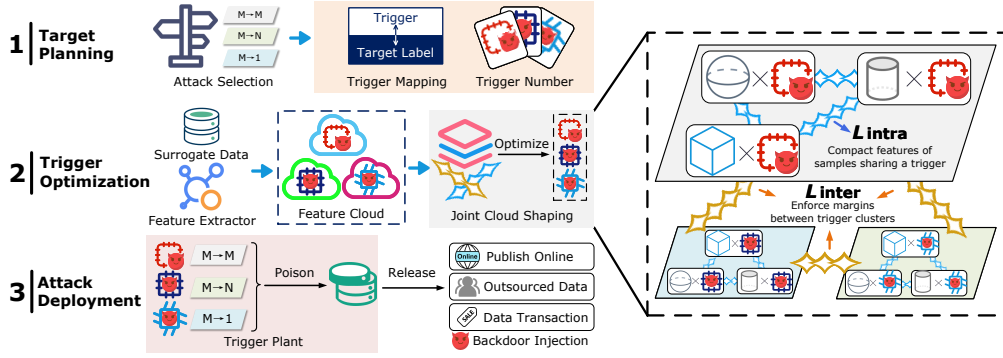 1
Target
Planning
M→M
M→N
M→1
Attack Selection
Trigger
Target Label
Trigger Mapping
Trigger Number
2
Trigger
Optimization
Surrogate Data
Feature Extractor
Feature Cloud
Optimize
Joint Cloud Shaping
3
Attack
Deployment
M→M
M→N
M→1
Trigger Plant
Poison
Release
Online
Publish Online
Outsourced Data
SALE
Data Transaction
Backdoor Injection
×
×
×
L intra
Compact features of
samples sharing a trigger
L inter
Enforce margins
between trigger clusters
×
×
×
×
×
×